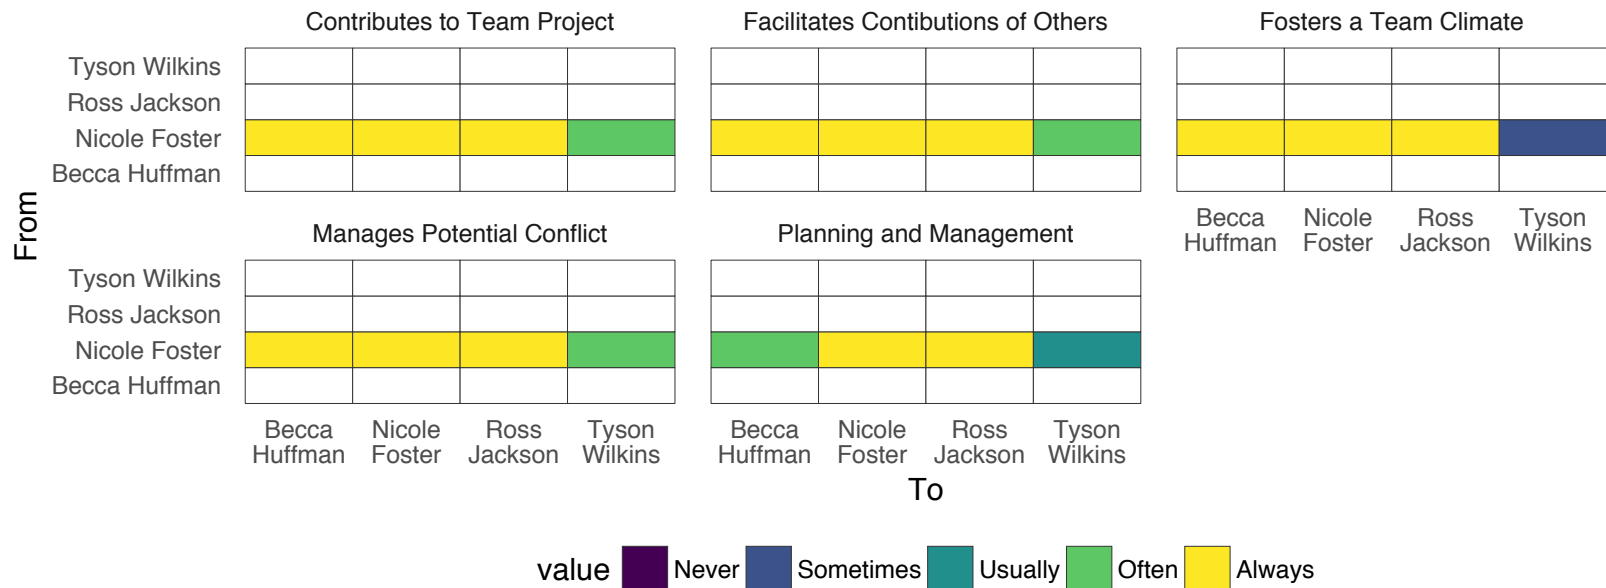 Contributes to Team Project
Facilitates Contibutions of Others
Fosters a Team Climate
Tyson Wilkins
Ross Jackson
Nicole Foster
Becca Huffman
From
Becca Huffman
Nicole Foster
Ross Jackson
Tyson Wilkins
Manages Potential Conflict
Planning and Management
Tyson Wilkins
Ross Jackson
Nicole Foster
Becca Huffman
Becca Huffman
Nicole Foster
Ross Jackson
Tyson Wilkins
Becca Huffman
Nicole Foster
Ross Jackson
Tyson Wilkins
To
value Never Sometimes Usually Often Always